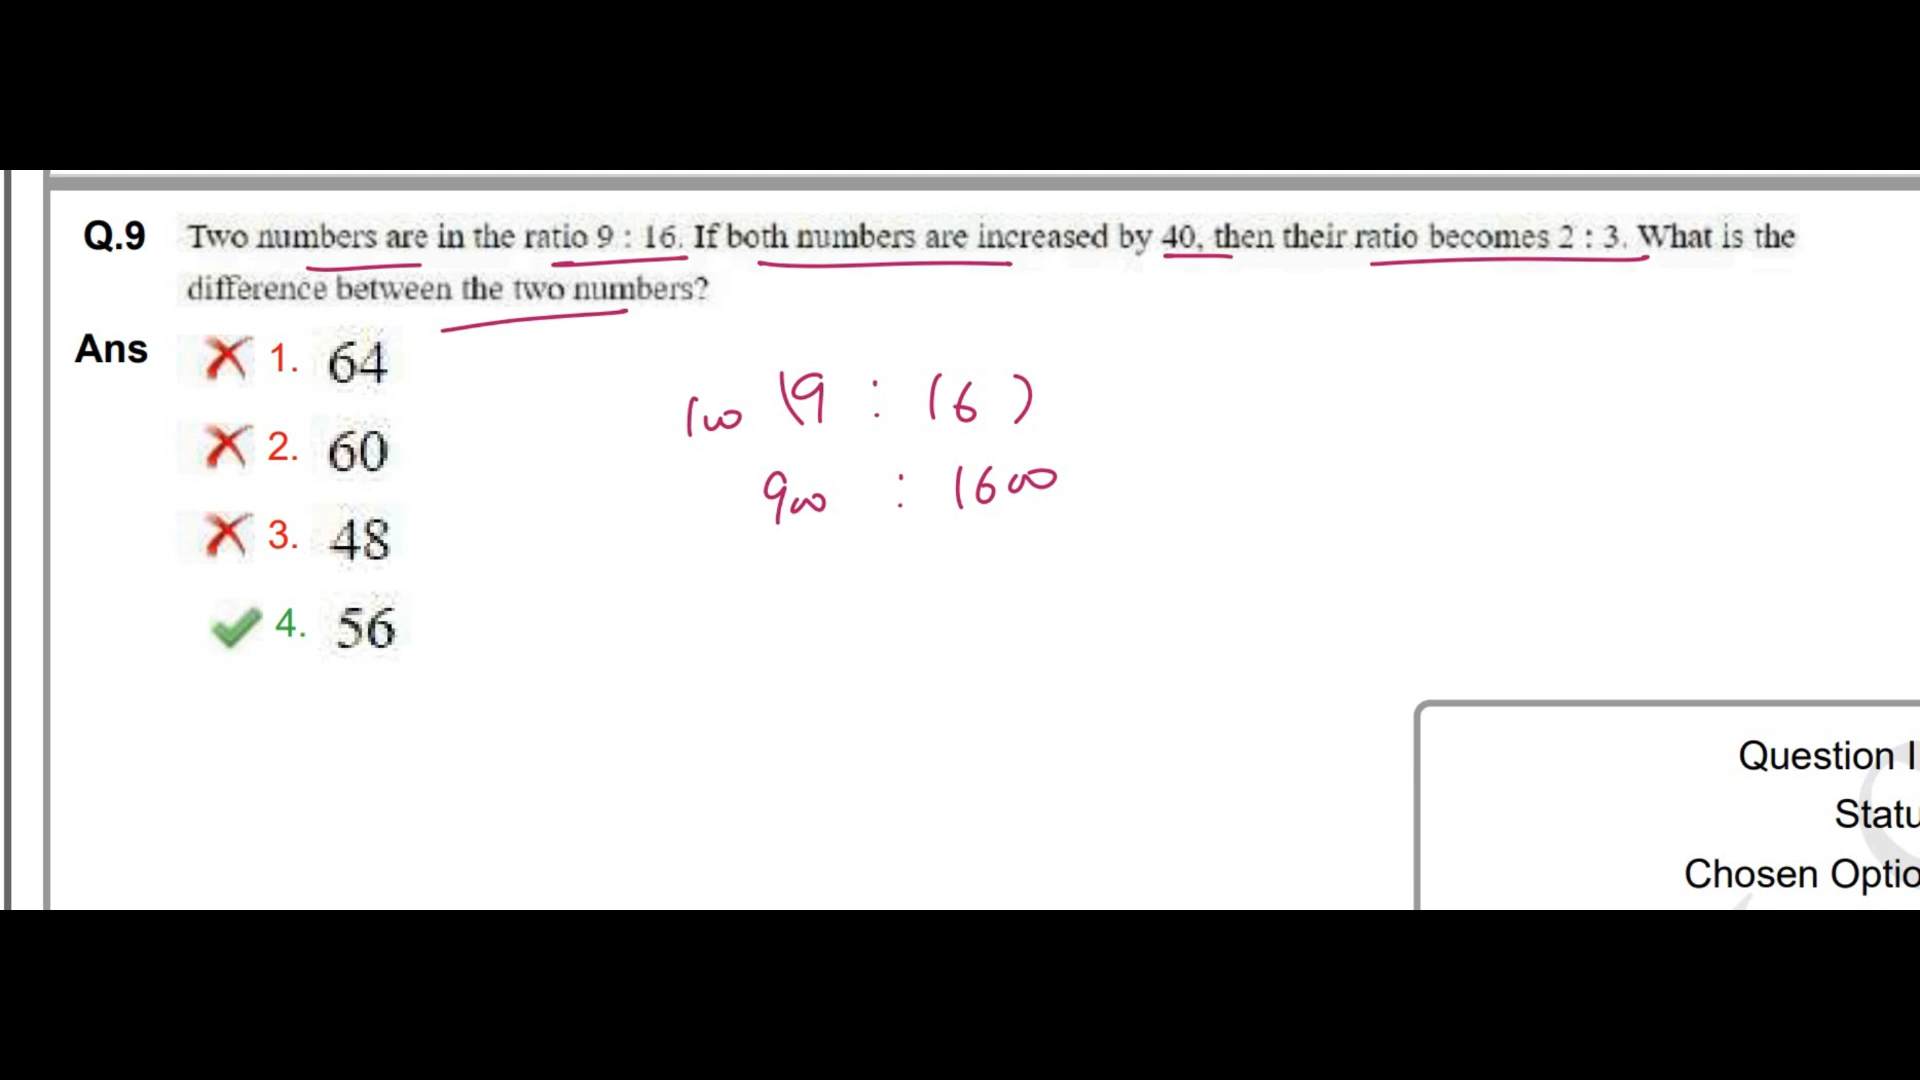 Q.9 Two numbers are in the ratio 9 : 16. If both numbers are increased by 40, then their ratio becomes 2 : 3. What is the
difference between the two numbers?
Ans 1. 64
2. 60
3. 48
4. 56
100 (9 : 16)
900 : 1600
Question I
Statu
Chosen Optio